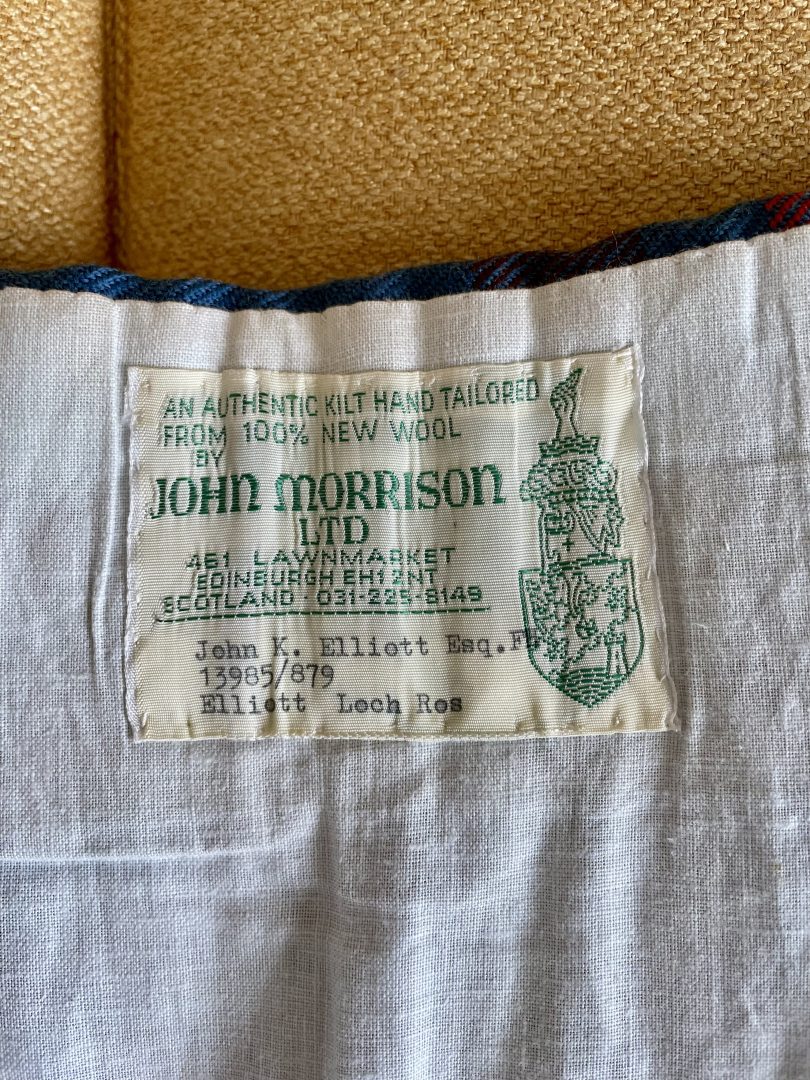 AN AUTHENTIC KILT HAND TAILORED
FROM 100% NEW WOOL
BY
JOHN MORRISON
LTD
461 LAWNMARKET
EDINBURGH EH1 2NT
SCOTLAND · 031-225-8149
John K. Elliott Esq.
13985/879
Elliott Loch Ros